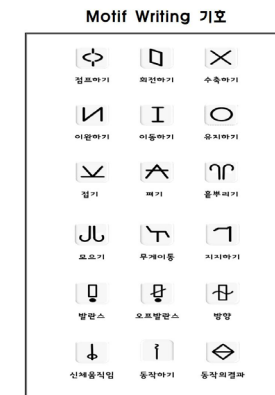 Motif Writing 기호
점프하기 회전하기 수축하기
이완하기 이동하기 유지하기
접기 펴기 흩뿌리기
모으기 무게이동 지지하기
발란스 오프발란스 방향
신체움직임 동작하기 동작의결과